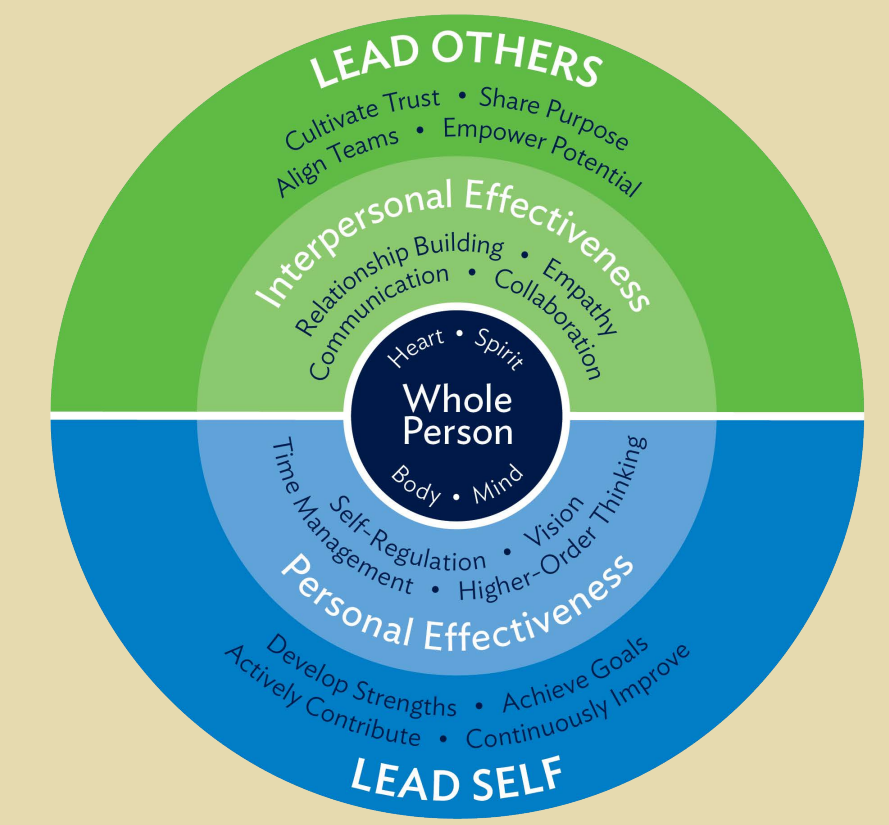 LEAD OTHERS
Cultivate Trust • Share Purpose
Align Teams • Empower Potential
Interpersonal Effectiveness
Relationship Building • Empathy
Communication • Collaboration
Heart • Spirit
Whole
Person
Body • Mind
Self-Regulation • Vision
Time Management • Higher-Order Thinking
Personal Effectiveness
Develop Strengths • Achieve Goals
Actively Contribute • Continuously Improve
LEAD SELF